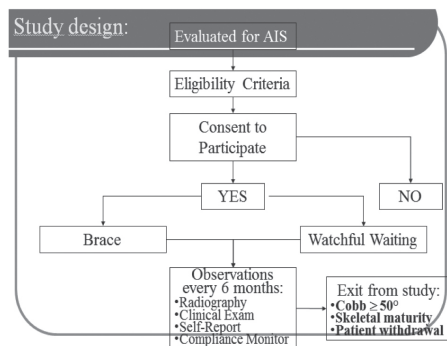 Study design:
Evaluated for AIS
Eligibility Criteria
Consent to
Participate
YES
NO
Brace
Watchful Waiting
Observations
every 6 months:
•Radiography
•Clinical Exam
•Self-Report
•Compliance Monitor
Exit from study:
•Cobb ≥ 50°
•Skeletal maturity
•Patient withdrawal